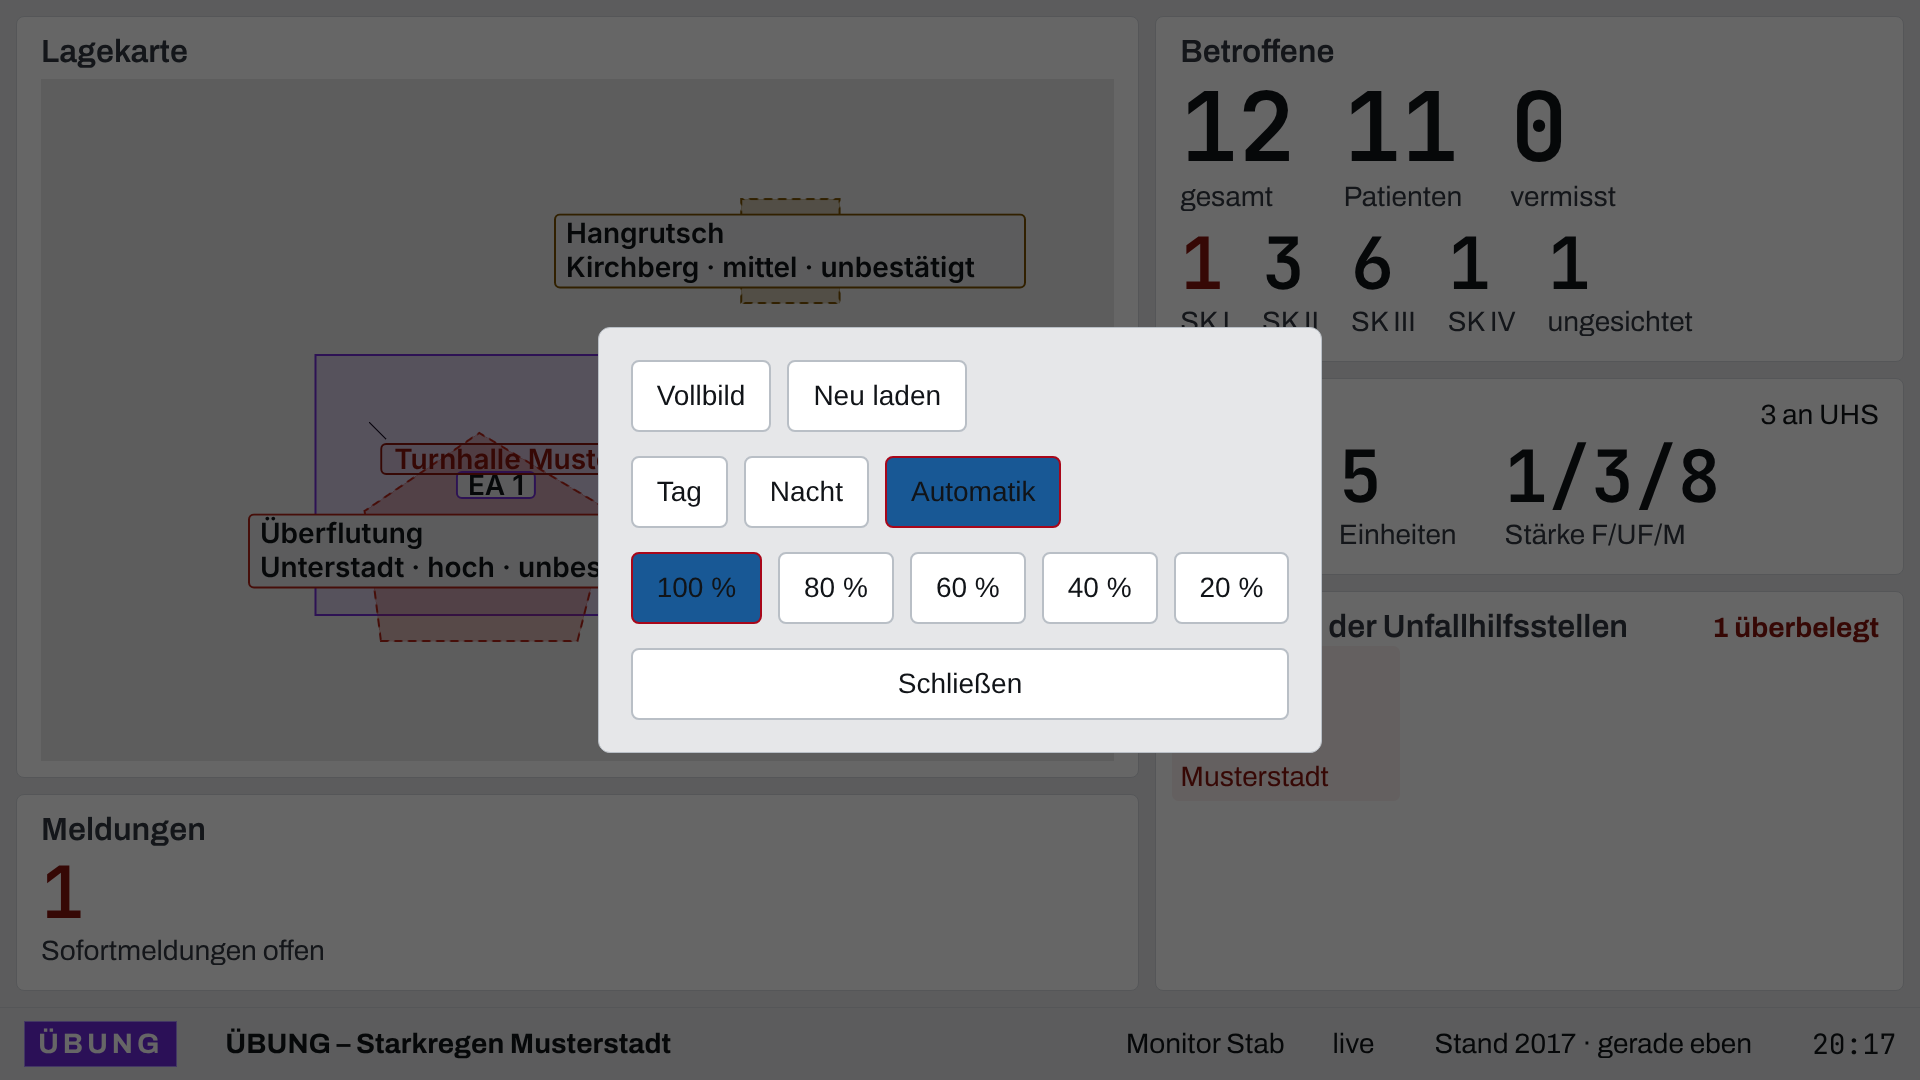 Lagekarte
Hangrutsch
Kirchberg · mittel · unbestätigt
Turnhalle
EA 1
Überflutung
Unterstadt · hoch ·
Betroffene
12 11 0
gesamt Patienten vermisst
1 3 6 1 1
SK I SK II SK III SK IV ungesichtet
3 an UHS
5 1/3/8
Einheiten Stärke F/UF/M
der Unfallhilfsstellen 1 überbelegt
Musterstadt
Vollbild Neu laden
Tag Nacht Automatik
100 % 80 % 60 % 40 % 20 %
Schließen
Meldungen
1
Sofortmeldungen offen
ÜBUNG ÜBUNG – Starkregen Musterstadt Monitor Stab live Stand 2017 · gerade eben 20:17